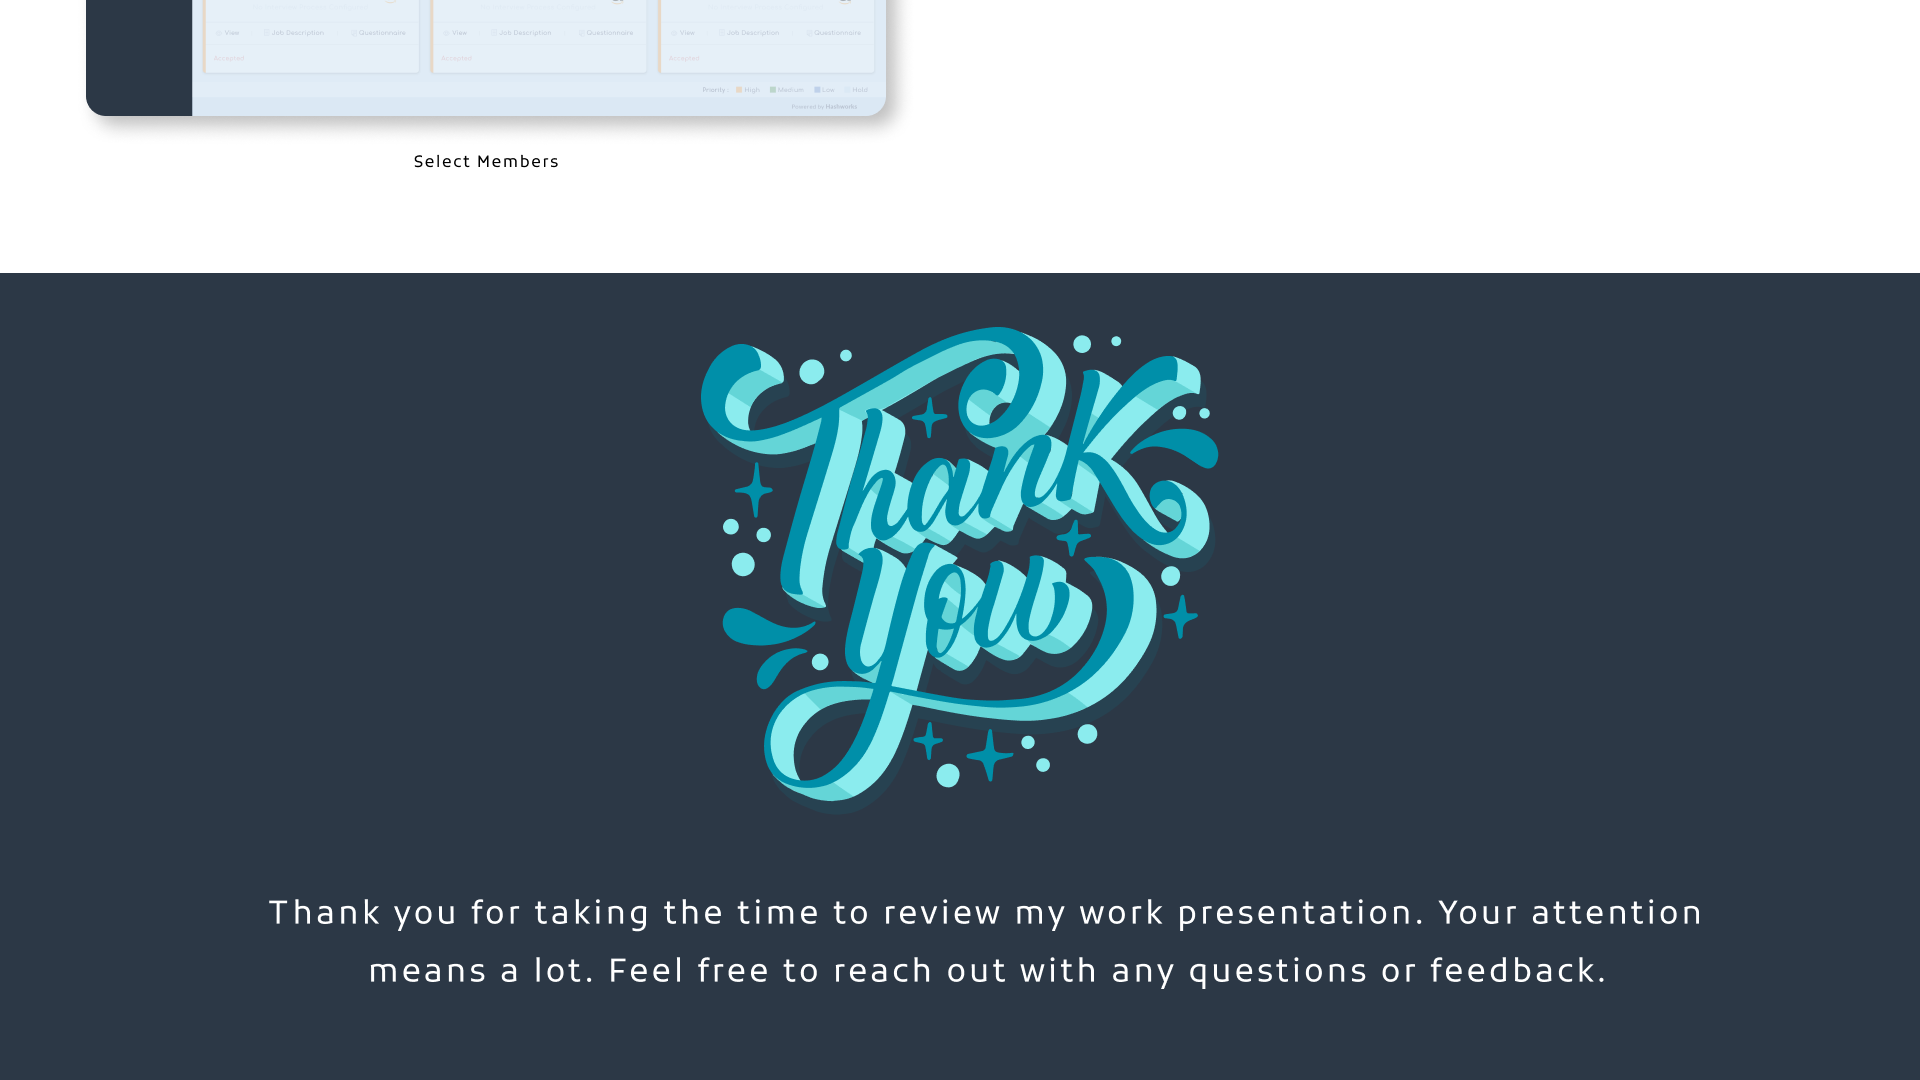 View Job Description Questionnaire View Job Description Questionnaire View Job Description Questionnaire
Accepted Accepted Accepted
Priority: High Medium Low Hold
Powered by Hashworks
Select Members
Thank
you
Thank you for taking the time to review my work presentation. Your attention
means a lot. Feel free to reach out with any questions or feedback.